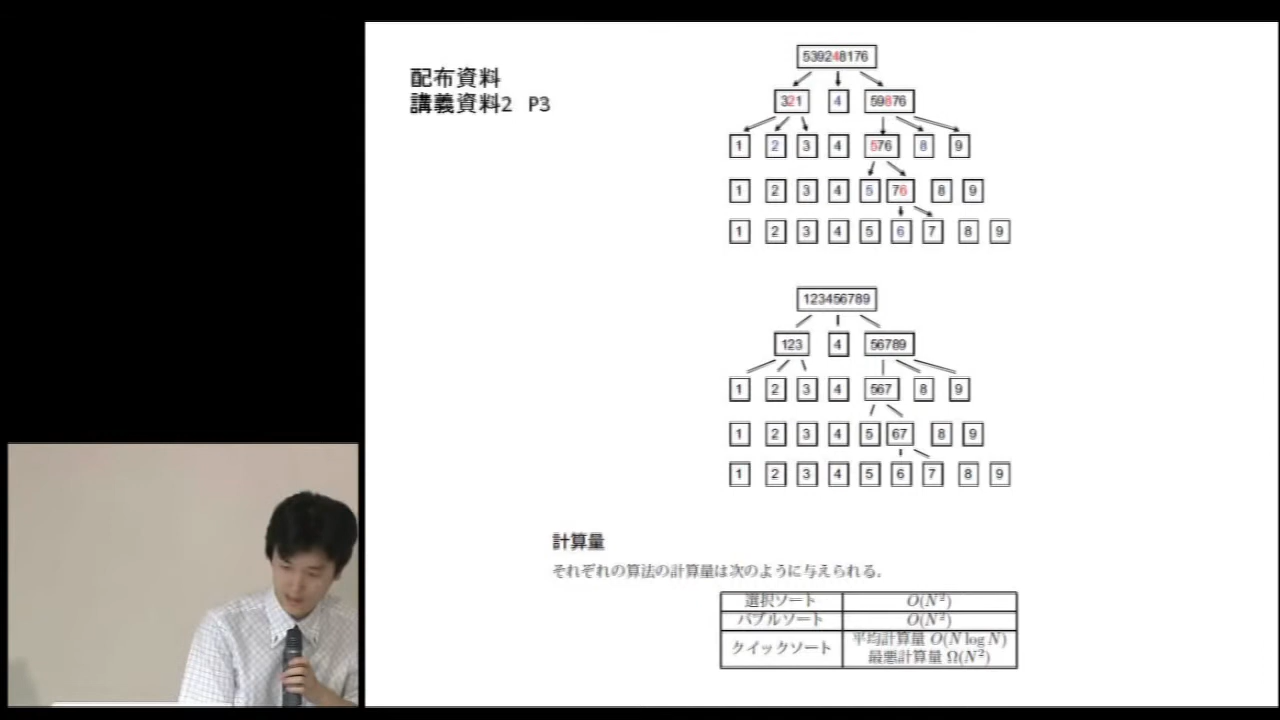 配布資料
講義資料2 P3
539248176
321 4 59876
1 2 3 4 576 8 9
1 2 3 4 5 76 8 9
1 2 3 4 5 6 7 8 9
123456789
123 4 56789
1 2 3 4 567 8 9
1 2 3 4 5 67 8 9
1 2 3 4 5 6 7 8 9
計算量
それぞれの算法の計算量は次のように与えられる.
選択ソート O(N²)
バブルソート O(N²)
クイックソート 平均計算量 O(N log N)
最悪計算量 Ω(N²)